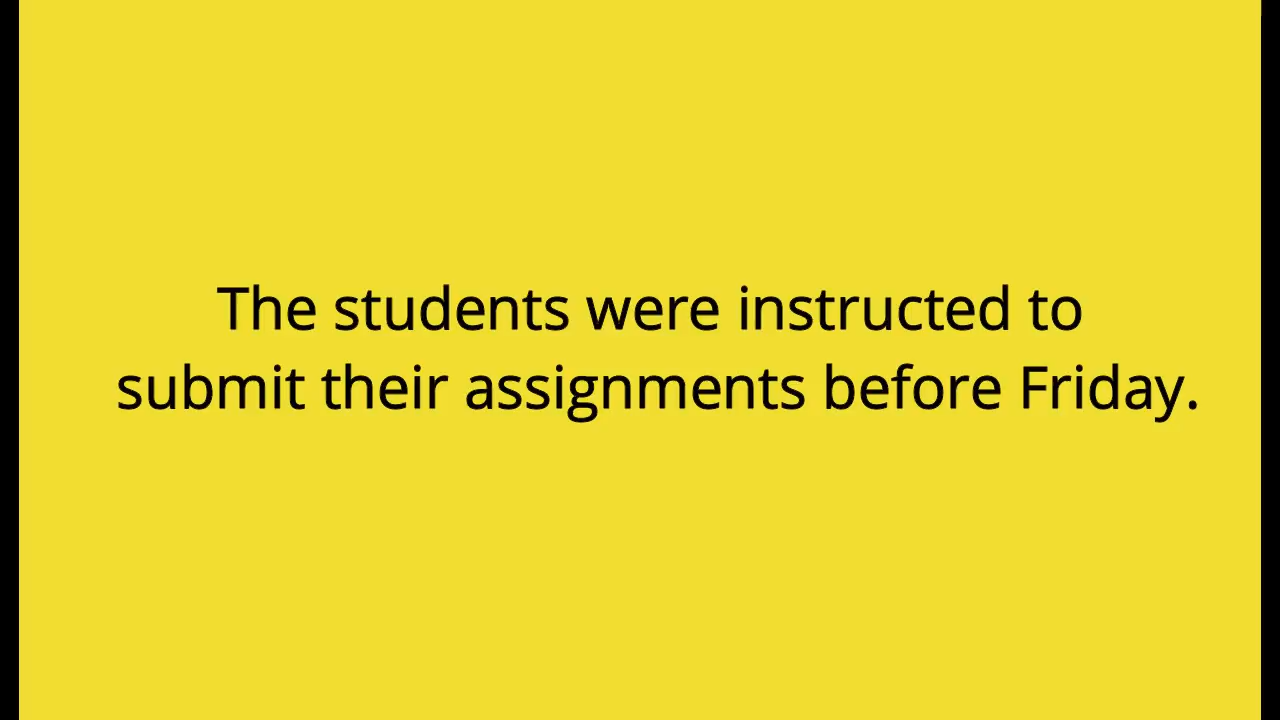 The students were instructed to
submit their assignments before Friday.